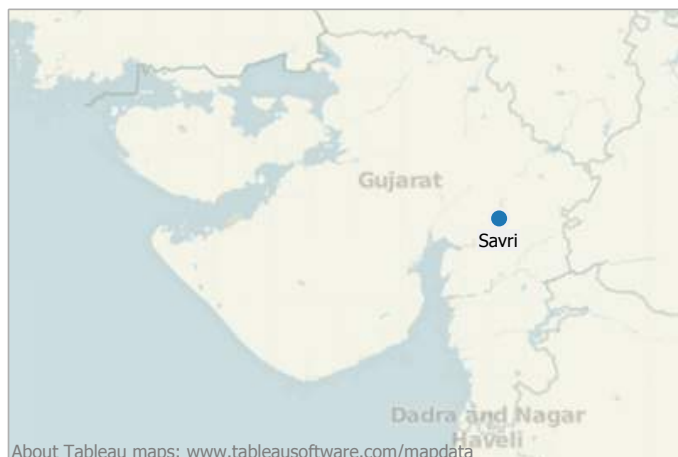 Gujarat
Savri
Dadra and Nagar
Haveli
About Tableau maps: www.tableausoftware.com/mapdata